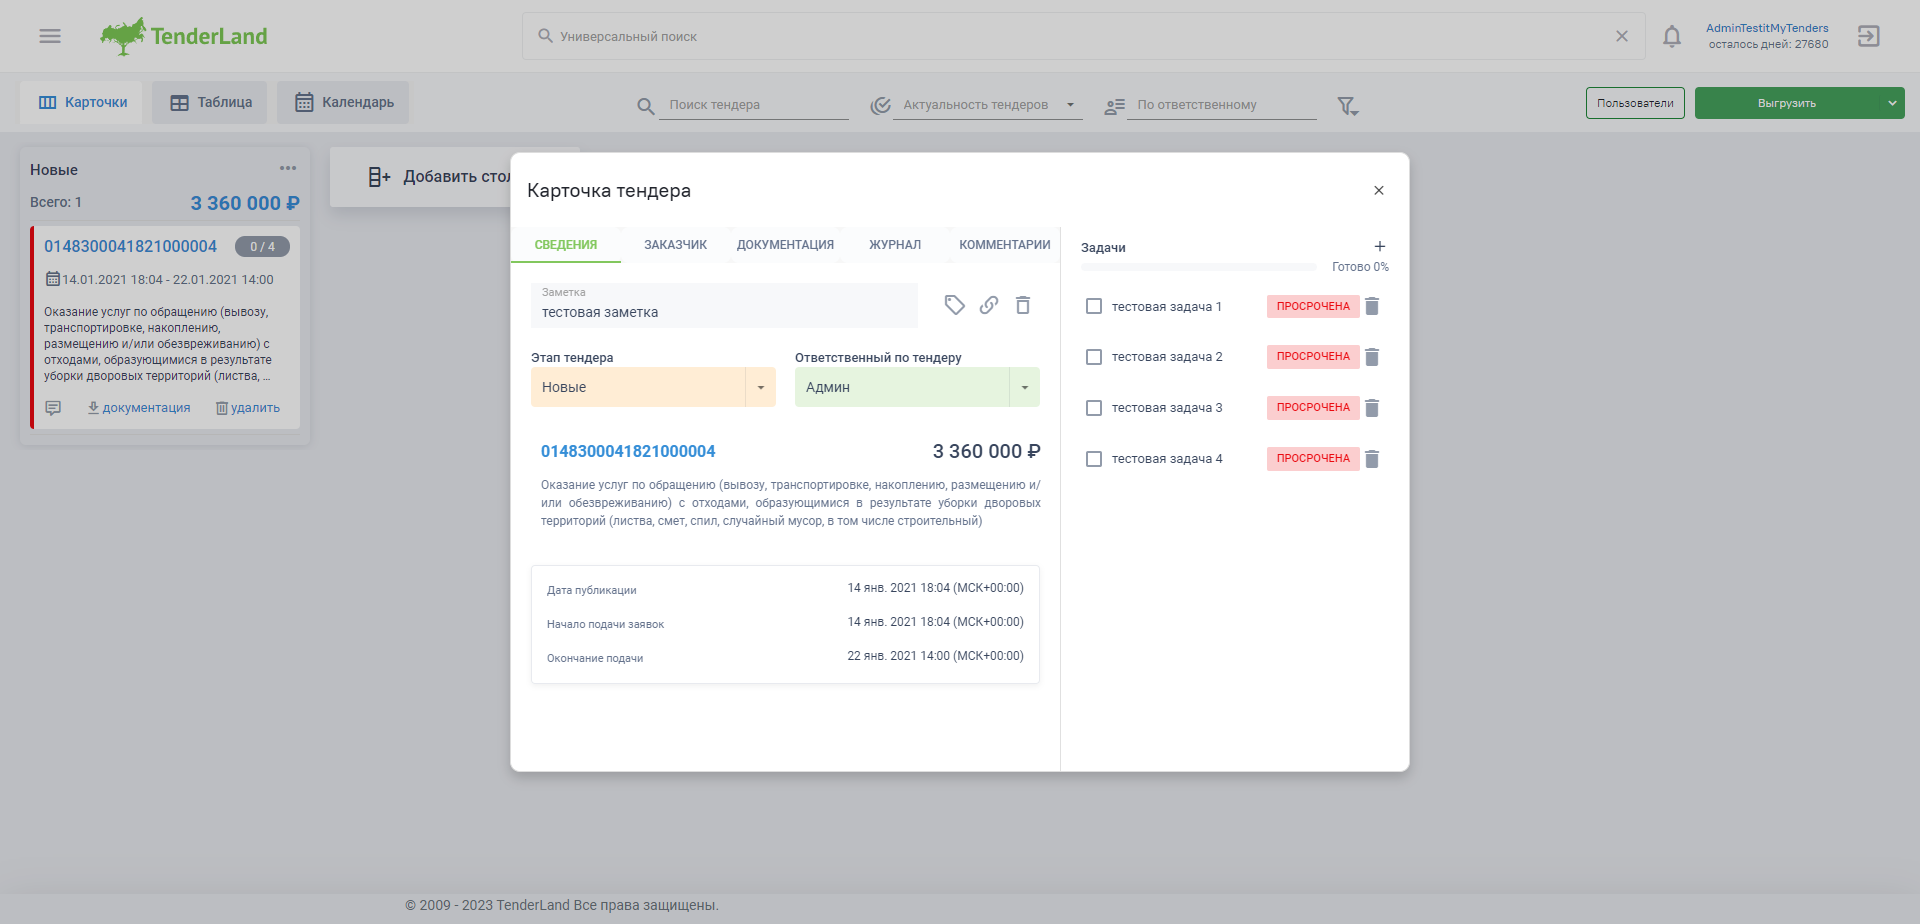 TenderLand
Универсальный поиск
AdminTestitMyTenders
осталось дней: 27680
Карточки
Таблица
Календарь
Поиск тендера
Актуальность тендеров
По ответственному
Пользователи
Выгрузить
Новые
Всего: 1
3 360 000 ₽
0148300041821000004
0 / 4
14.01.2021 18:04 - 22.01.2021 14:00
Оказание услуг по обращению (вывозу,
транспортировке, накоплению,
размещению и/или обезвреживанию) с
отходами, образующимися в результате
уборки дворовых территорий (листва, ...
документация
удалить
Добавить стол
Карточка тендера
СВЕДЕНИЯ
ЗАКАЗЧИК
ДОКУМЕНТАЦИЯ
ЖУРНАЛ
КОММЕНТАРИИ
Заметка
тестовая заметка
Этап тендера
Новые
Ответственный по тендеру
Админ
0148300041821000004
3 360 000 ₽
Оказание услуг по обращению (вывозу, транспортировке, накоплению, размещению и/
или обезвреживанию) с отходами, образующимися в результате уборки дворовых
территорий (листва, смет, спил, случайный мусор, в том числе строительный)
Дата публикации
14 янв. 2021 18:04 (МСК+00:00)
Начало подачи заявок
14 янв. 2021 18:04 (МСК+00:00)
Окончание подачи
22 янв. 2021 14:00 (МСК+00:00)
Задачи
Готово 0%
тестовая задача 1
ПРОСРОЧЕНА
тестовая задача 2
ПРОСРОЧЕНА
тестовая задача 3
ПРОСРОЧЕНА
тестовая задача 4
ПРОСРОЧЕНА
© 2009 - 2023 TenderLand Все права защищены.